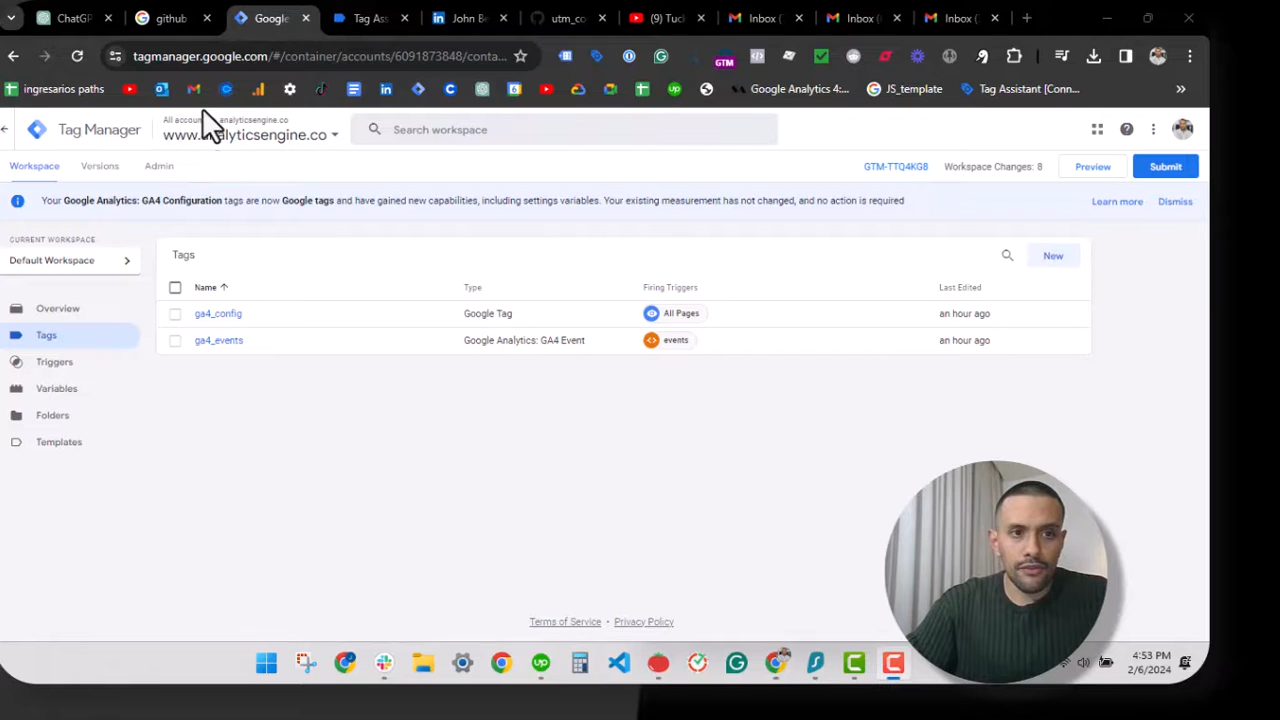 ChatGP
github
Google
Tag Ass
John Be
utm_co
(9) Tuck
Inbox (
Inbox (
Inbox (2
tagmanager.google.com/#/container/accounts/6091873848/conta...
GTM
ingresarios paths
Google Analytics 4:...
JS_template
Tag Assistant [Conn...
»
Tag Manager
All accou
analyticsengine.co
www.analyticsengine.co
Search workspace
Workspace
Versions
Admin
GTM-TTQ4KGB
Workspace Changes: 8
Preview
Submit
Your Google Analytics: GA4 Configuration tags are now Google tags and have gained new capabilities, including settings variables. Your existing measurement has not changed, and no action is required
Learn more
Dismiss
CURRENT WORKSPACE
Default Workspace
Tags
New
Name
Type
Firing Triggers
Last Edited
ga4_config
Google Tag
All Pages
an hour ago
ga4_events
Google Analytics: GA4 Event
events
an hour ago
Overview
Tags
Triggers
Variables
Folders
Templates
Terms of Service • Privacy Policy
4:53 PM
2/6/2024